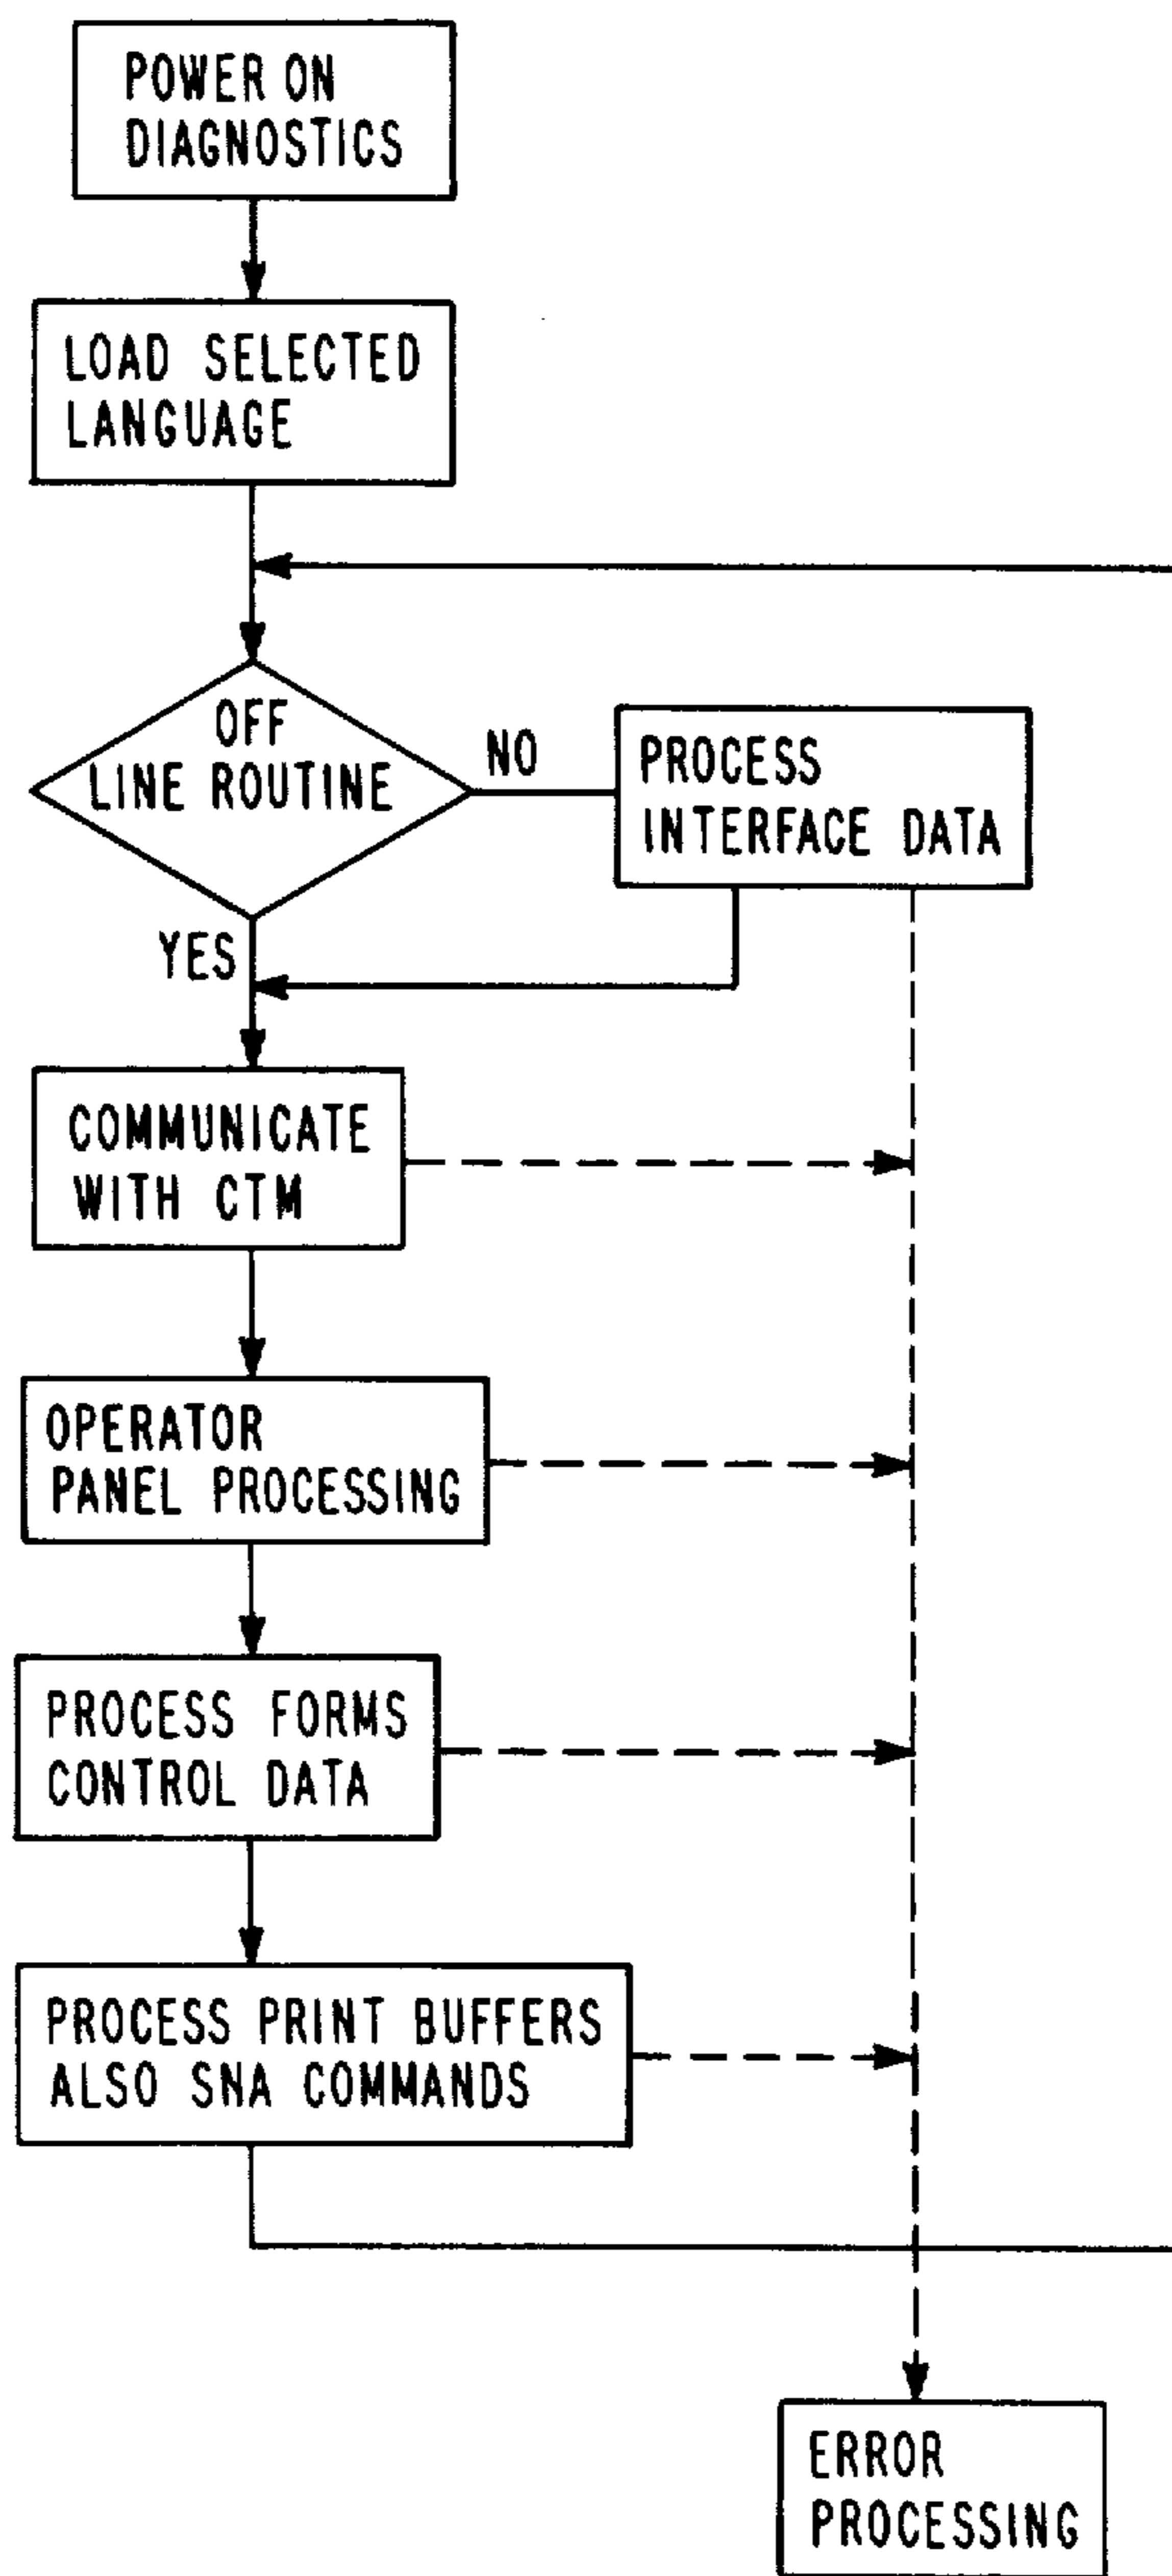 POWER ON
DIAGNOSTICS
LOAD SELECTED
LANGUAGE
OFF
LINE ROUTINE
NO
PROCESS
INTERFACE DATA
YES
COMMUNICATE
WITH CTM
OPERATOR
PANEL PROCESSING
PROCESS FORMS
CONTROL DATA
PROCESS PRINT BUFFERS
ALSO SNA COMMANDS
ERROR
PROCESSING